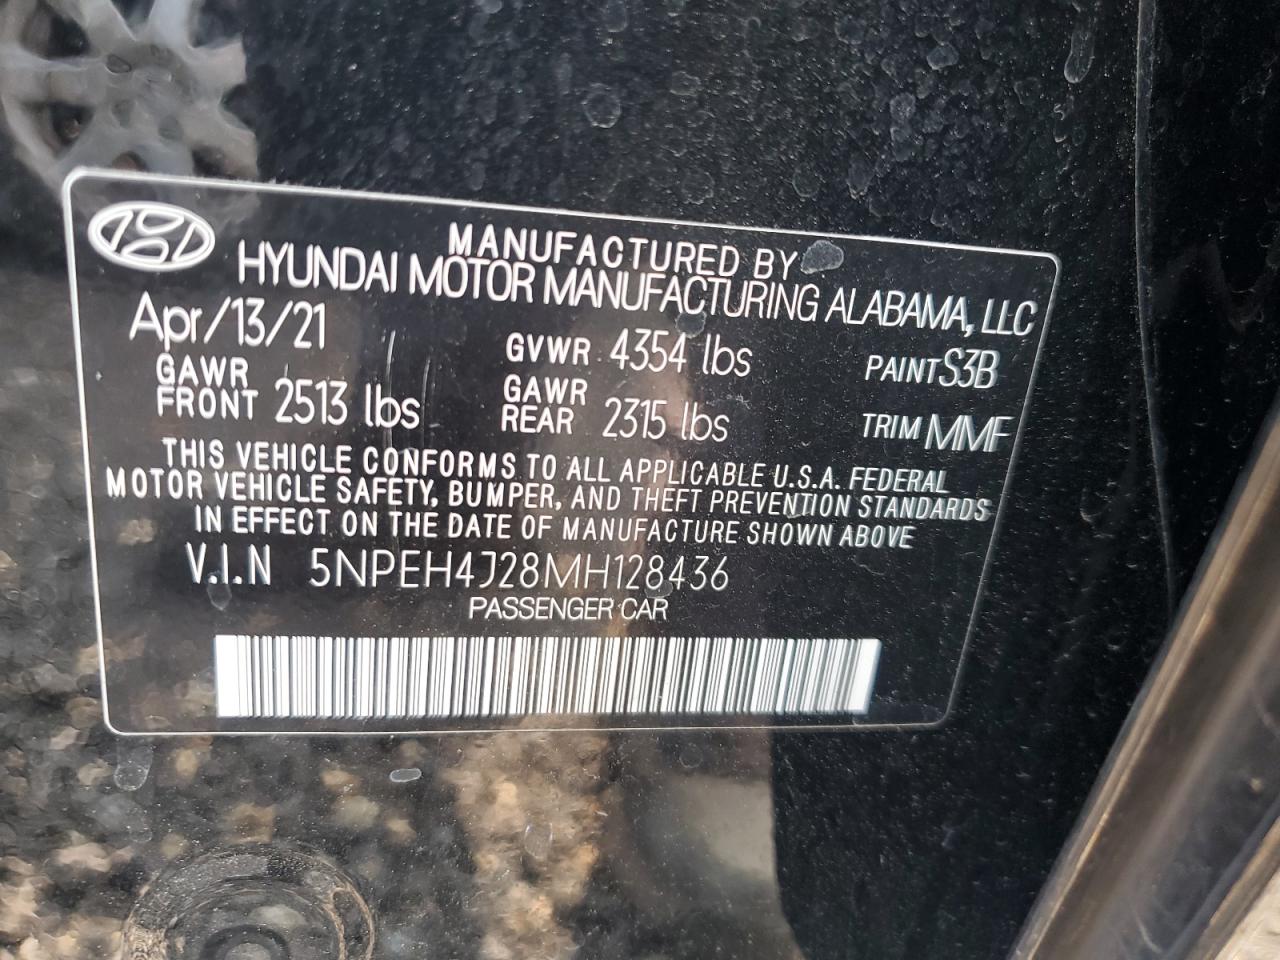 MANUFACTURED BY
HYUNDAI MOTOR MANUFACTURING ALABAMA, LLC
Apr/13/21 GVWR 4354 lbs PAINT S3B
GAWR FRONT 2513 lbs GAWR REAR 2315 lbs TRIM MMF
THIS VEHICLE CONFORMS TO ALL APPLICABLE U.S.A. FEDERAL
MOTOR VEHICLE SAFETY, BUMPER, AND THEFT PREVENTION STANDARDS
IN EFFECT ON THE DATE OF MANUFACTURE SHOWN ABOVE
V.I.N 5NPEH4J28MH128436
PASSENGER CAR